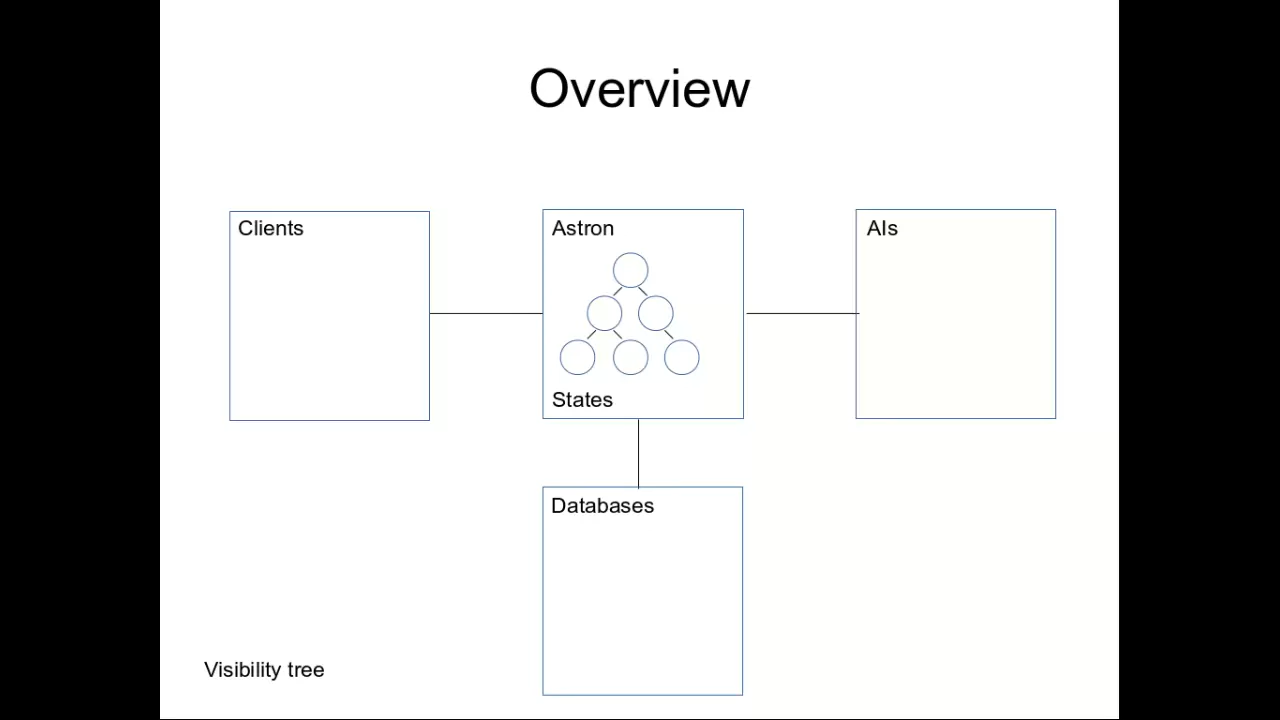 Overview
Clients
Astron
AIs
States
Databases
Visibility tree